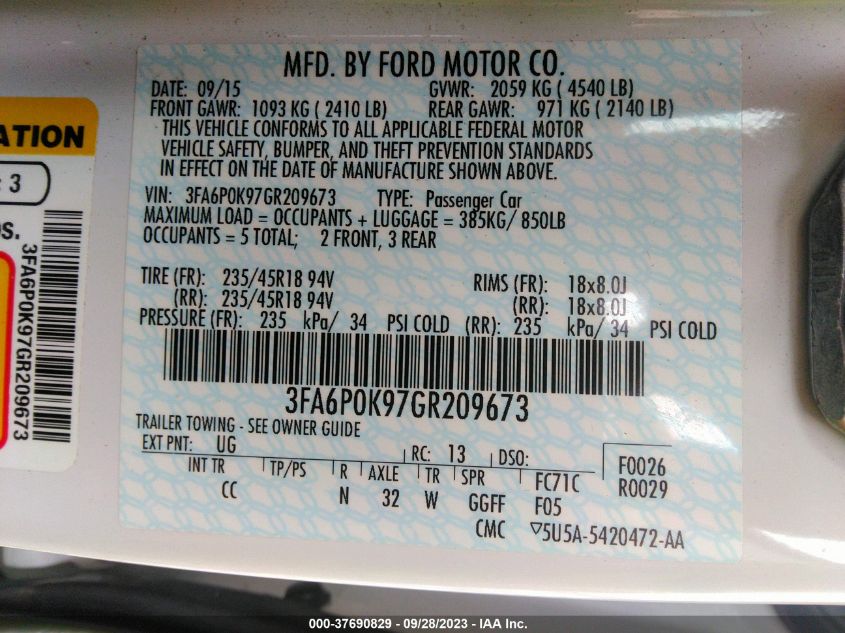 MFD. BY FORD MOTOR CO.
DATE: 09/15 GVWR: 2059 KG ( 4540 LB)
FRONT GAWR: 1093 KG ( 2410 LB) REAR GAWR: 971 KG ( 2140 LB)
THIS VEHICLE CONFORMS TO ALL APPLICABLE FEDERAL MOTOR
VEHICLE SAFETY, BUMPER, AND THEFT PREVENTION STANDARDS
IN EFFECT ON THE DATE OF MANUFACTURE SHOWN ABOVE.
VIN: 3FA6P0K97GR209673 TYPE: Passenger Car
MAXIMUM LOAD = OCCUPANTS + LUGGAGE = 385KG/ 850LB
OCCUPANTS = 5 TOTAL; 2 FRONT, 3 REAR
TIRE (FR): 235/45R18 94V RIMS (FR): 18x8.0J
(RR): 235/45R18 94V (RR): 18x8.0J
PRESSURE (FR): 235 kPa/ 34 PSI COLD (RR): 235 kPa/ 34 PSI COLD
3FA6P0K97GR209673
TRAILER TOWING - SEE OWNER GUIDE
EXT PNT: UG RC: 13 DSO: F0026
INT TR TP/PS R AXLE TR SPR FC71C R0029
CC N 32 W GGFF F05
CMC ▽5U5A-5420472-AA
ATION
: 3
os.
3FA6P0K97GR209673
000-37690829 / 09/28/2023 - IAA Inc.